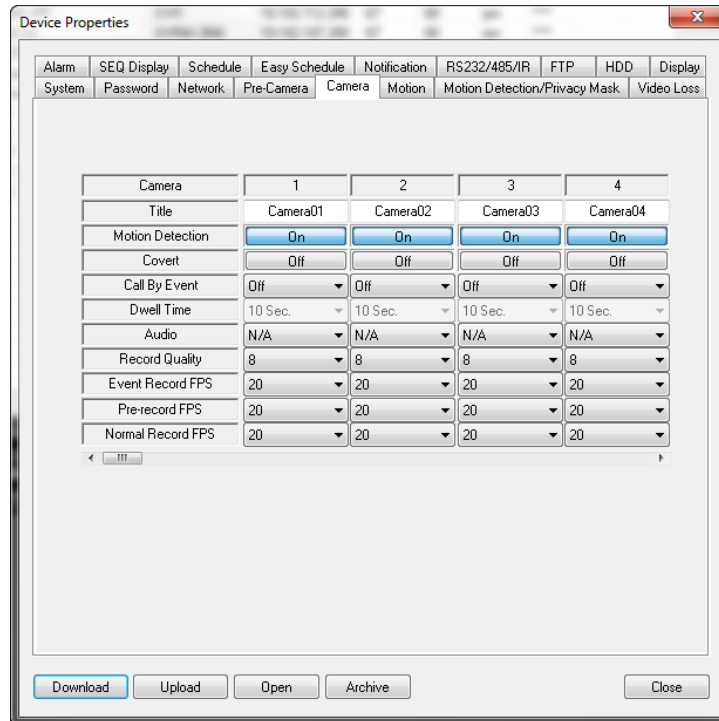 Device Properties
Alarm SEQ Display Schedule Easy Schedule Notification RS232/485/IR FTP HDD Display
System Password Network Pre-Camera Camera Motion Motion Detection/Privacy Mask Video Loss
Camera 1 2 3 4
Title Camera01 Camera02 Camera03 Camera04
Motion Detection On On On On
Covert Off Off Off Off
Call By Event Off Off Off Off
Dwell Time 10 Sec. 10 Sec. 10 Sec. 10 Sec.
Audio N/A N/A N/A N/A
Record Quality 8 8 8 8
Event Record FPS 20 20 20 20
Pre-record FPS 20 20 20 20
Normal Record FPS 20 20 20 20
Download Upload Open Archive Close